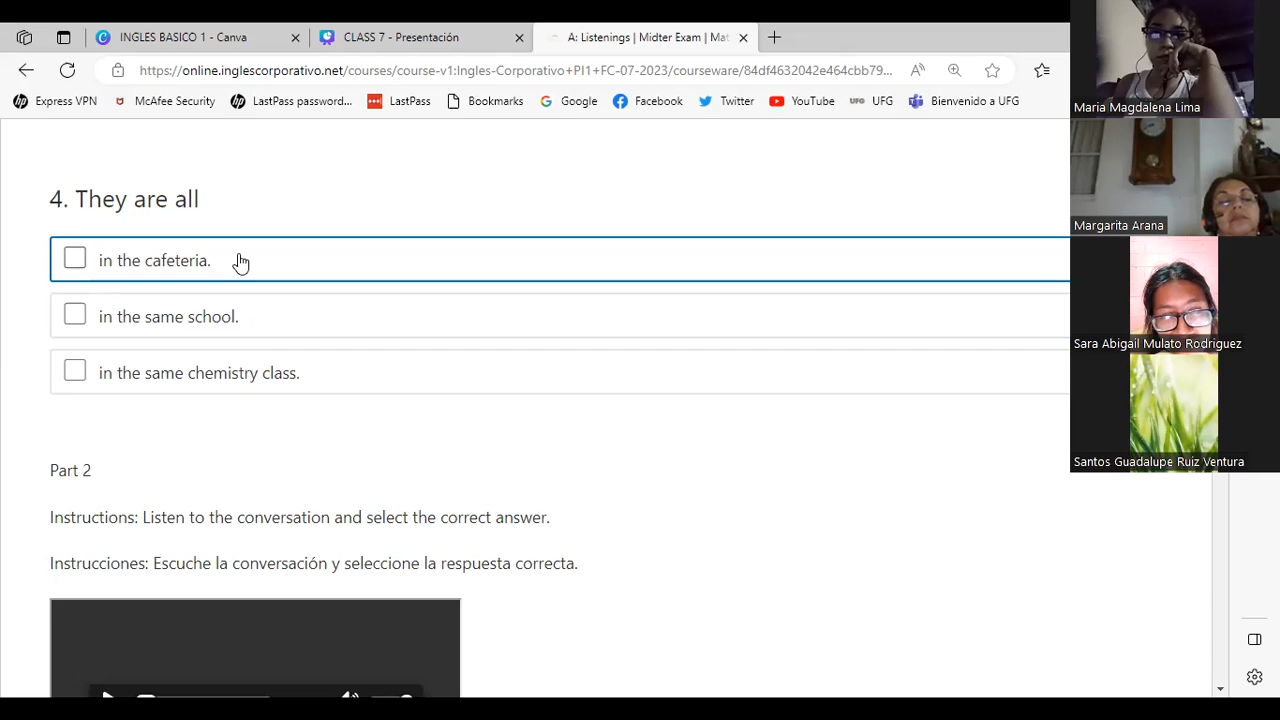 INGLES BASICO 1 - Canva
CLASS 7 - Presentación
A: Listenings | Midter Exam | Mat
https://online.inglescorporativo.net/courses/course-v1:Ingles-Corporativo+PI1+FC-07-2023/courseware/84df4632042e464cbb79...
Express VPN
McAfee Security
LastPass password...
LastPass
Bookmarks
Google
Facebook
Twitter
YouTube
UFG
UFG
Bienvenido a UFG
Maria Magdalena Lima
Margarita Arana
Sara Abigail Mulato Rodriguez
Santos Guadalupe Ruiz Ventura
4. They are all
in the cafeteria.
in the same school.
in the same chemistry class.
Part 2
Instructions: Listen to the conversation and select the correct answer.
Instrucciones: Escuche la conversación y seleccione la respuesta correcta.